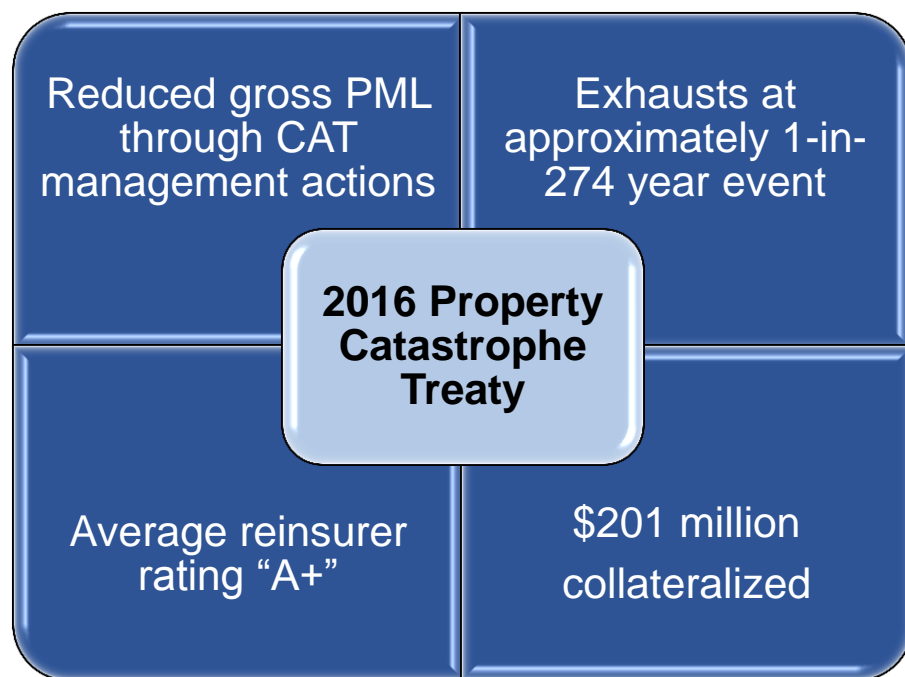 Reduced gross PML
through CAT
management actions
Exhausts at
approximately 1-in-
274 year event
2016 Property
Catastrophe
Treaty
Average reinsurer
rating “A+”
$201 million
collateralized